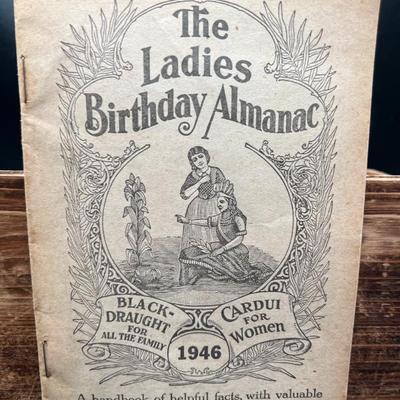 The
Ladies
Birthday Almanac
BLACK-
DRAUGHT
FOR
ALL THE FAMILY
CARDUI
FOR
Women
1946
A handbook of helpful facts, with valuable